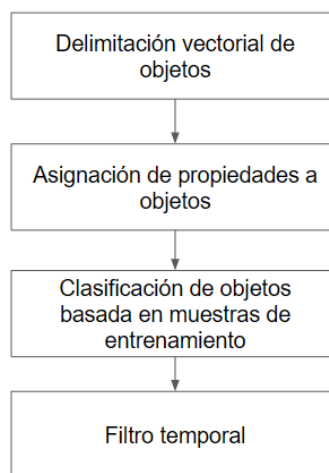 Delimitación vectorial de
objetos
Asignación de propiedades a
objetos
Clasificación de objetos
basada en muestras de
entrenamiento
Filtro temporal